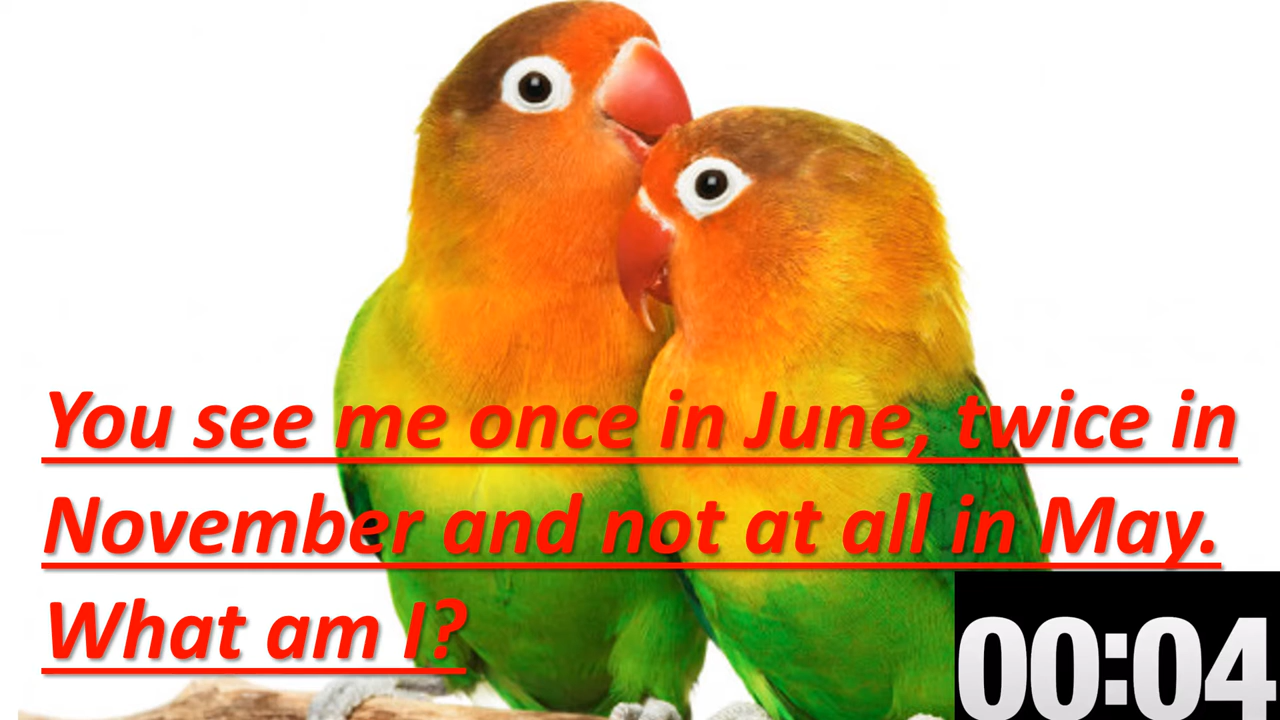 You see me once in June, twice in
November and not at all in May.
What am I?
00:04